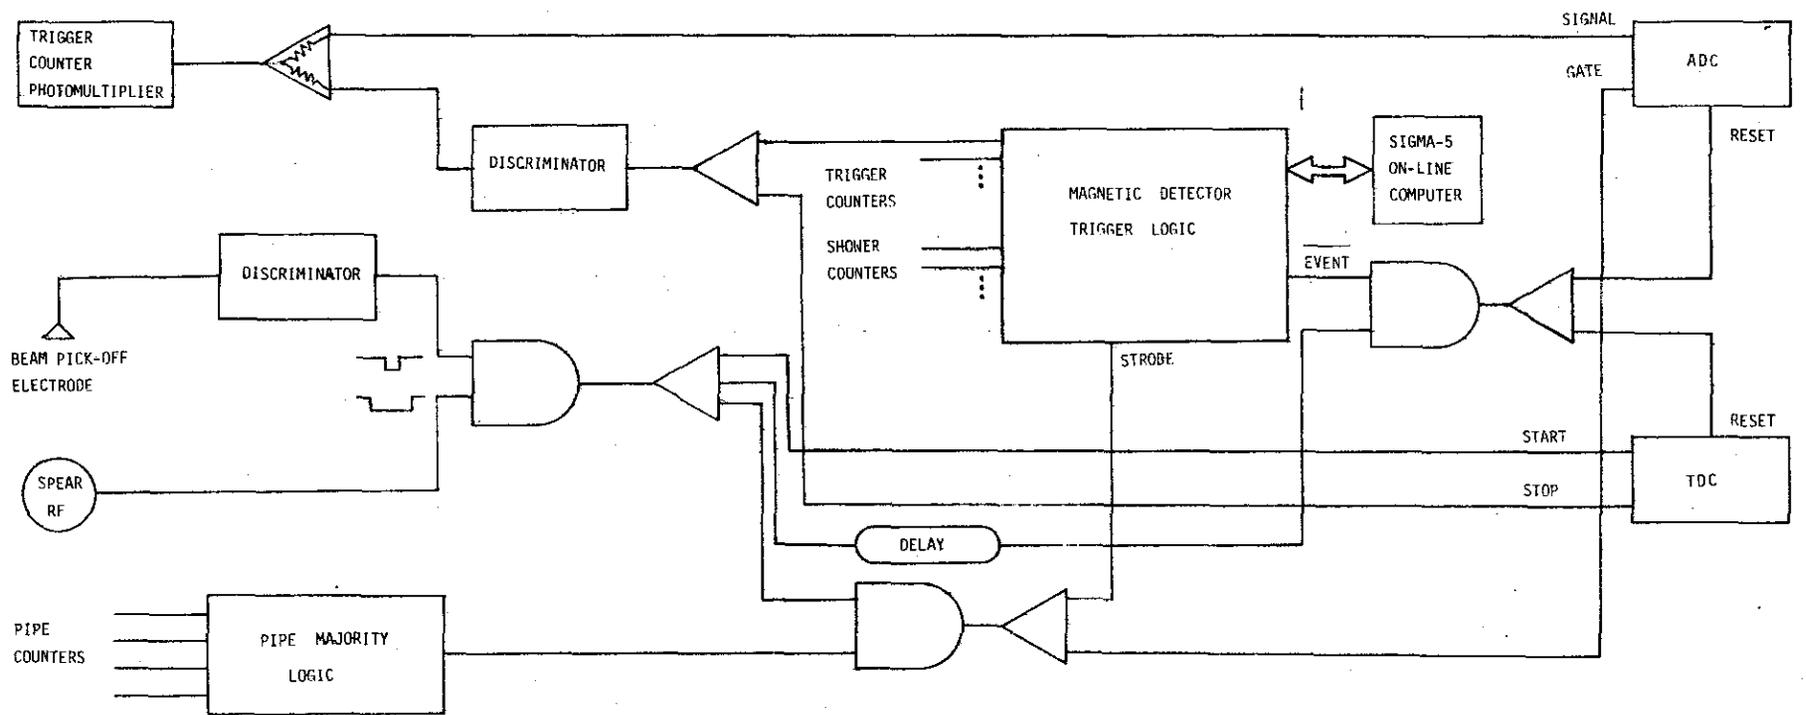 TRIGGER
COUNTER
PHOTOMULTIPLIER
SIGNAL
GATE
ADC
RESET
DISCRIMINATOR
TRIGGER
COUNTERS
SHOWER
COUNTERS
MAGNETIC DETECTOR
TRIGGER LOGIC
SIGMA-5
ON-LINE
COMPUTER
EVENT
STROBE
DISCRIMINATOR
BEAM PICK-OFF
ELECTRODE
SPEAR
RF
START
STOP
RESET
TDC
DELAY
PIPE
COUNTERS
PIPE MAJORITY
LOGIC